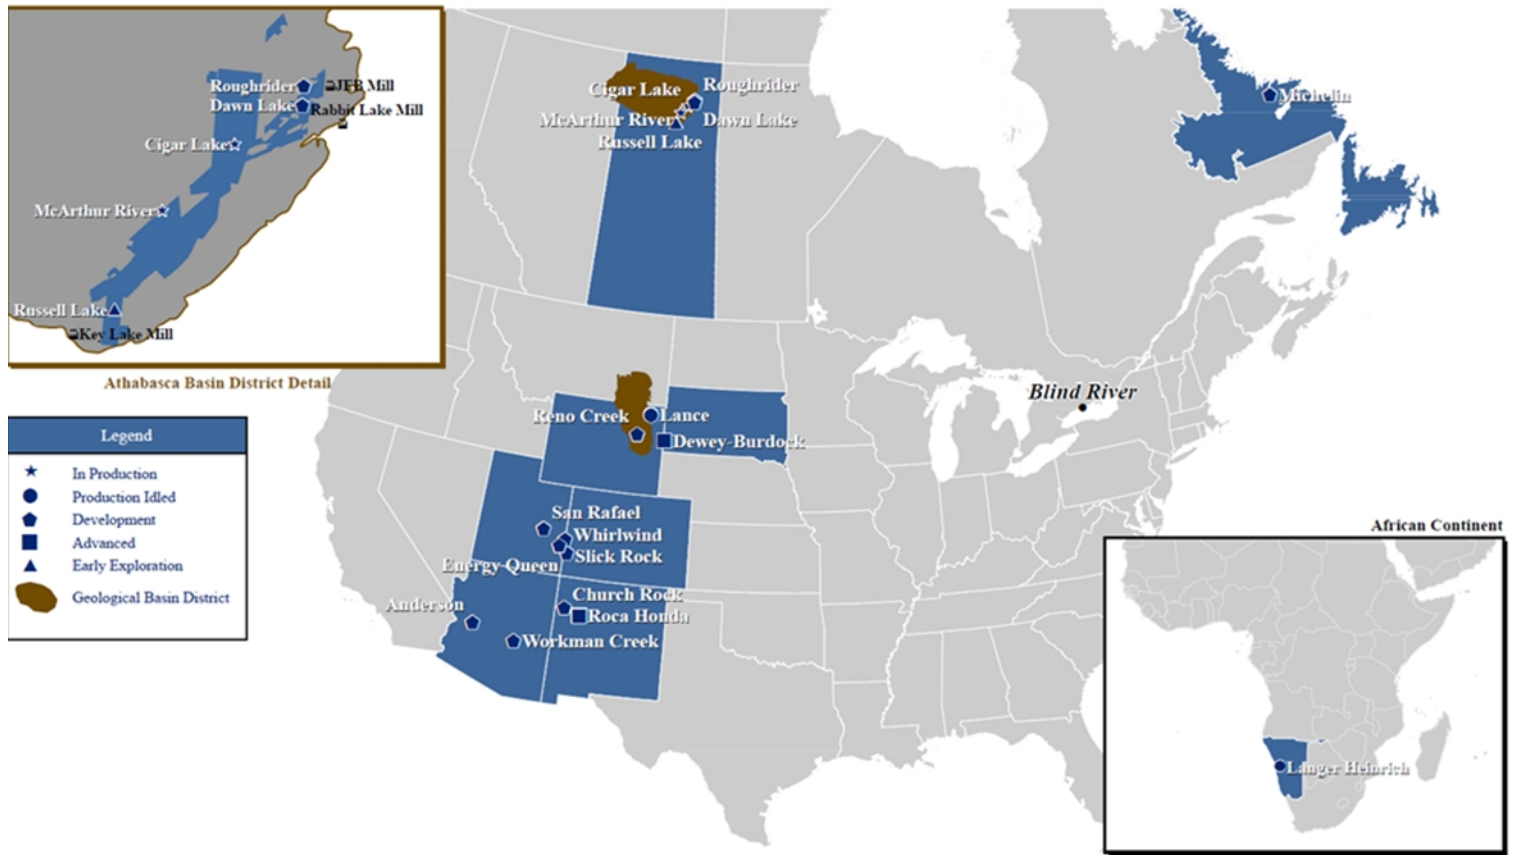 Roughrider
JEB Mill
Dawn Lake
Rabbit Lake Mill
Cigar Lake
McArthur River
Russell Lake
Key Lake Mill
Athabasca Basin District Detail
Legend
In Production
Production Idled
Development
Advanced
Early Exploration
Geological Basin District
Cigar Lake
Roughrider
McArthur River
Dawn Lake
Russell Lake
Michelin
Blind River
Reno Creek
Lance
Dewey-Burdock
San Rafael
Whirlwind
Slick Rock
Energy Queen
Church Rock
Anderson
Roca Honda
Workman Creek
African Continent
Langer Heinrich